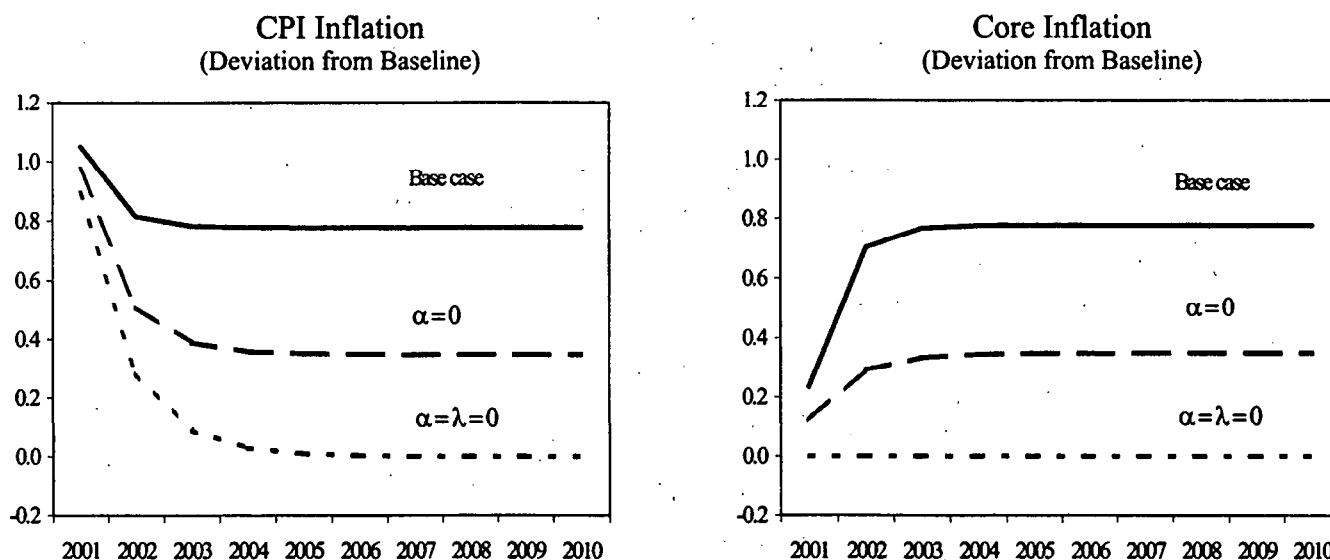 CPI Inflation
(Deviation from Baseline)
1.2
1.0
0.8
0.6
0.4
0.2
0.0
-0.2
Base case
α=0
α=λ=0
2001 2002 2003 2004 2005 2006 2007 2008 2009 2010
Core Inflation
(Deviation from Baseline)
1.2
1.0
0.8
0.6
0.4
0.2
0.0
-0.2
Base case
α=0
α=λ=0
2001 2002 2003 2004 2005 2006 2007 2008 2009 2010